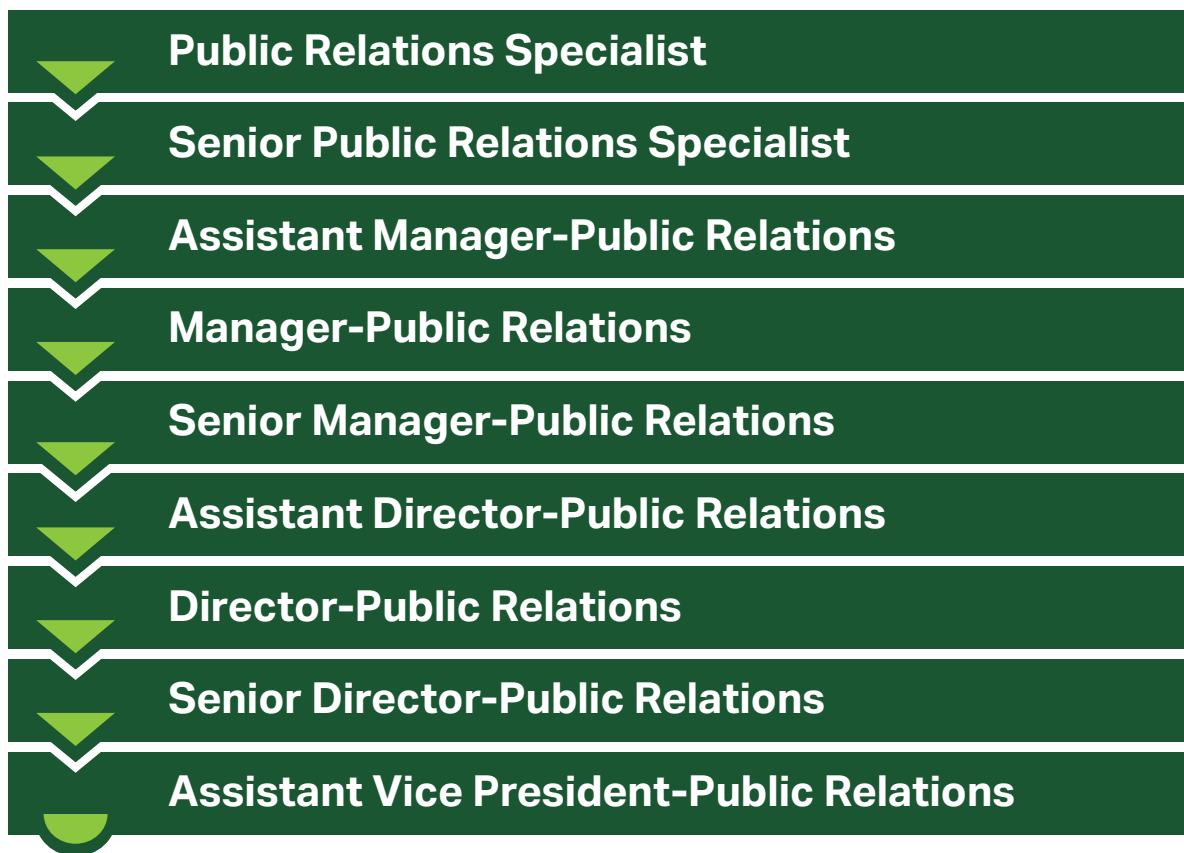 Public Relations Specialist
Senior Public Relations Specialist
Assistant Manager-Public Relations
Manager-Public Relations
Senior Manager-Public Relations
Assistant Director-Public Relations
Director-Public Relations
Senior Director-Public Relations
Assistant Vice President-Public Relations